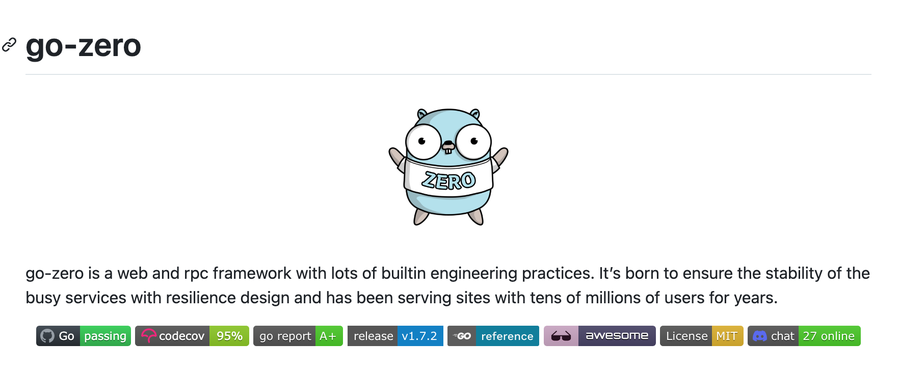 go-zero
ZERO
go-zero is a web and rpc framework with lots of builtin engineering practices. It’s born to ensure the stability of the
busy services with resilience design and has been serving sites with tens of millions of users for years.
Go passing codecov 95% go report A+ release v1.7.2 GO reference awesome License MIT chat 27 online